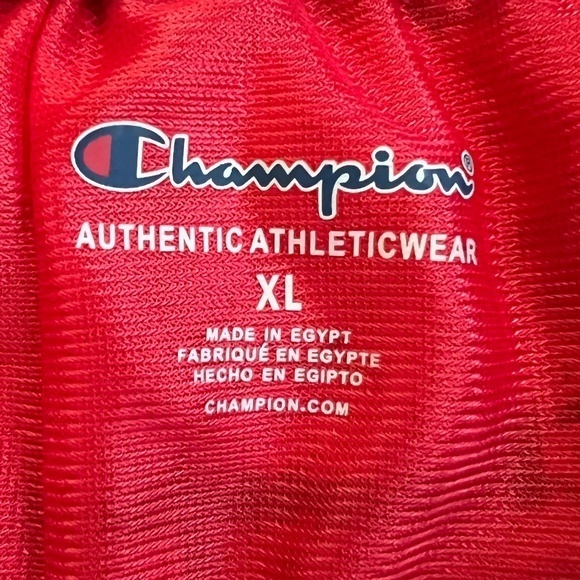 Champion®
AUTHENTIC ATHLETICWEAR
XL
MADE IN EGYPT
FABRIQUÉ EN EGYPTE
HECHO EN EGIPTO
CHAMPION.COM